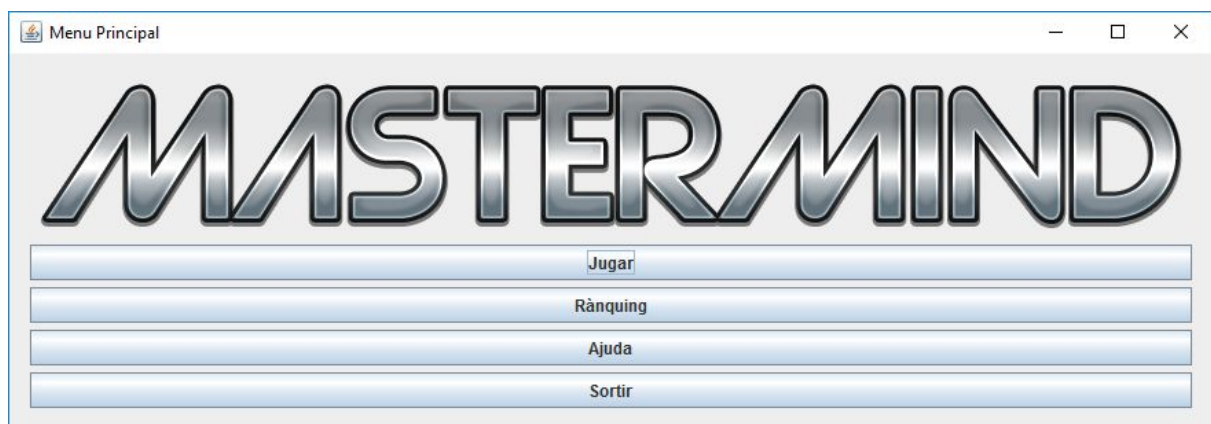 Menu Principal
MASTERMIND
Jugar
Rànquing
Ajuda
Sortir